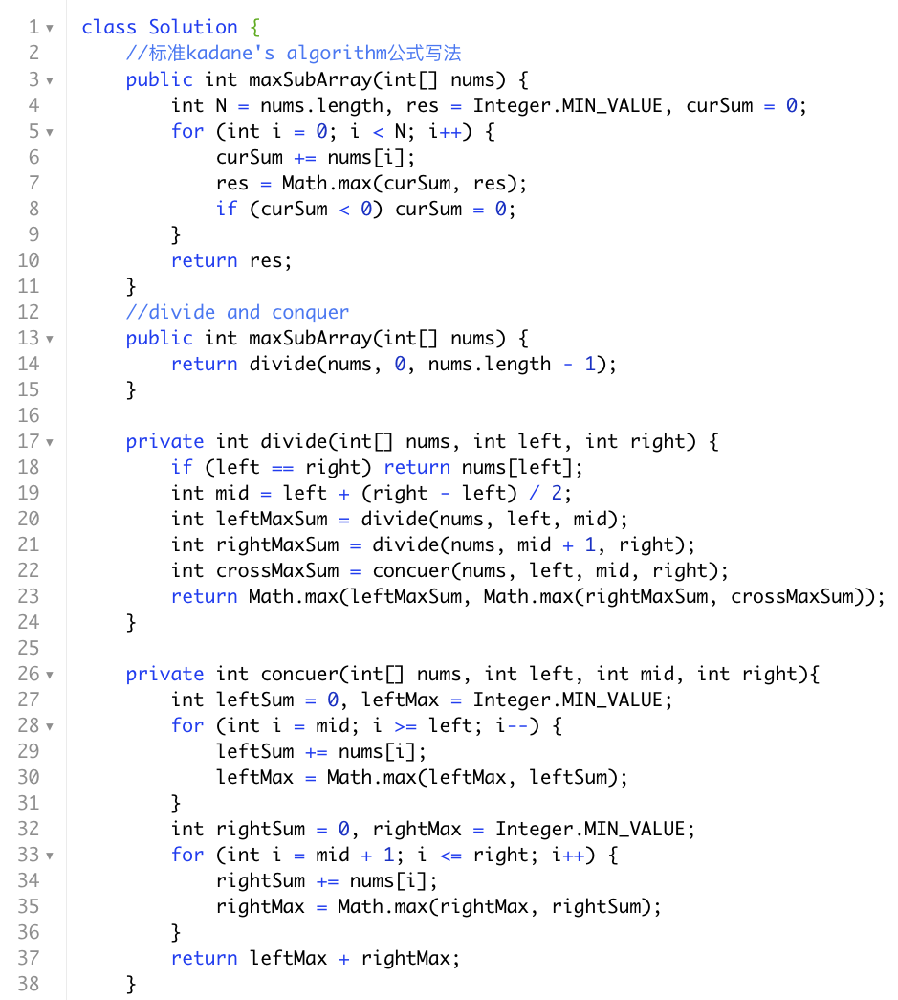 1 class Solution {
2 //标准kadane's algorithm公式写法
3 public int maxSubArray(int[] nums) {
4 int N = nums.length, res = Integer.MIN_VALUE, curSum = 0;
5 for (int i = 0; i < N; i++) {
6 curSum += nums[i];
7 res = Math.max(curSum, res);
8 if (curSum < 0) curSum = 0;
9 }
10 return res;
11 }
12 //divide and conquer
13 public int maxSubArray(int[] nums) {
14 return divide(nums, 0, nums.length - 1);
15 }
16
17 private int divide(int[] nums, int left, int right) {
18 if (left == right) return nums[left];
19 int mid = left + (right - left) / 2;
20 int leftMaxSum = divide(nums, left, mid);
21 int rightMaxSum = divide(nums, mid + 1, right);
22 int crossMaxSum = concuer(nums, left, mid, right);
23 return Math.max(leftMaxSum, Math.max(rightMaxSum, crossMaxSum));
24 }
25
26 private int concuer(int[] nums, int left, int mid, int right){
27 int leftSum = 0, leftMax = Integer.MIN_VALUE;
28 for (int i = mid; i >= left; i--) {
29 leftSum += nums[i];
30 leftMax = Math.max(leftMax, leftSum);
31 }
32 int rightSum = 0, rightMax = Integer.MIN_VALUE;
33 for (int i = mid + 1; i <= right; i++) {
34 rightSum += nums[i];
35 rightMax = Math.max(rightMax, rightSum);
36 }
37 return leftMax + rightMax;
38 }